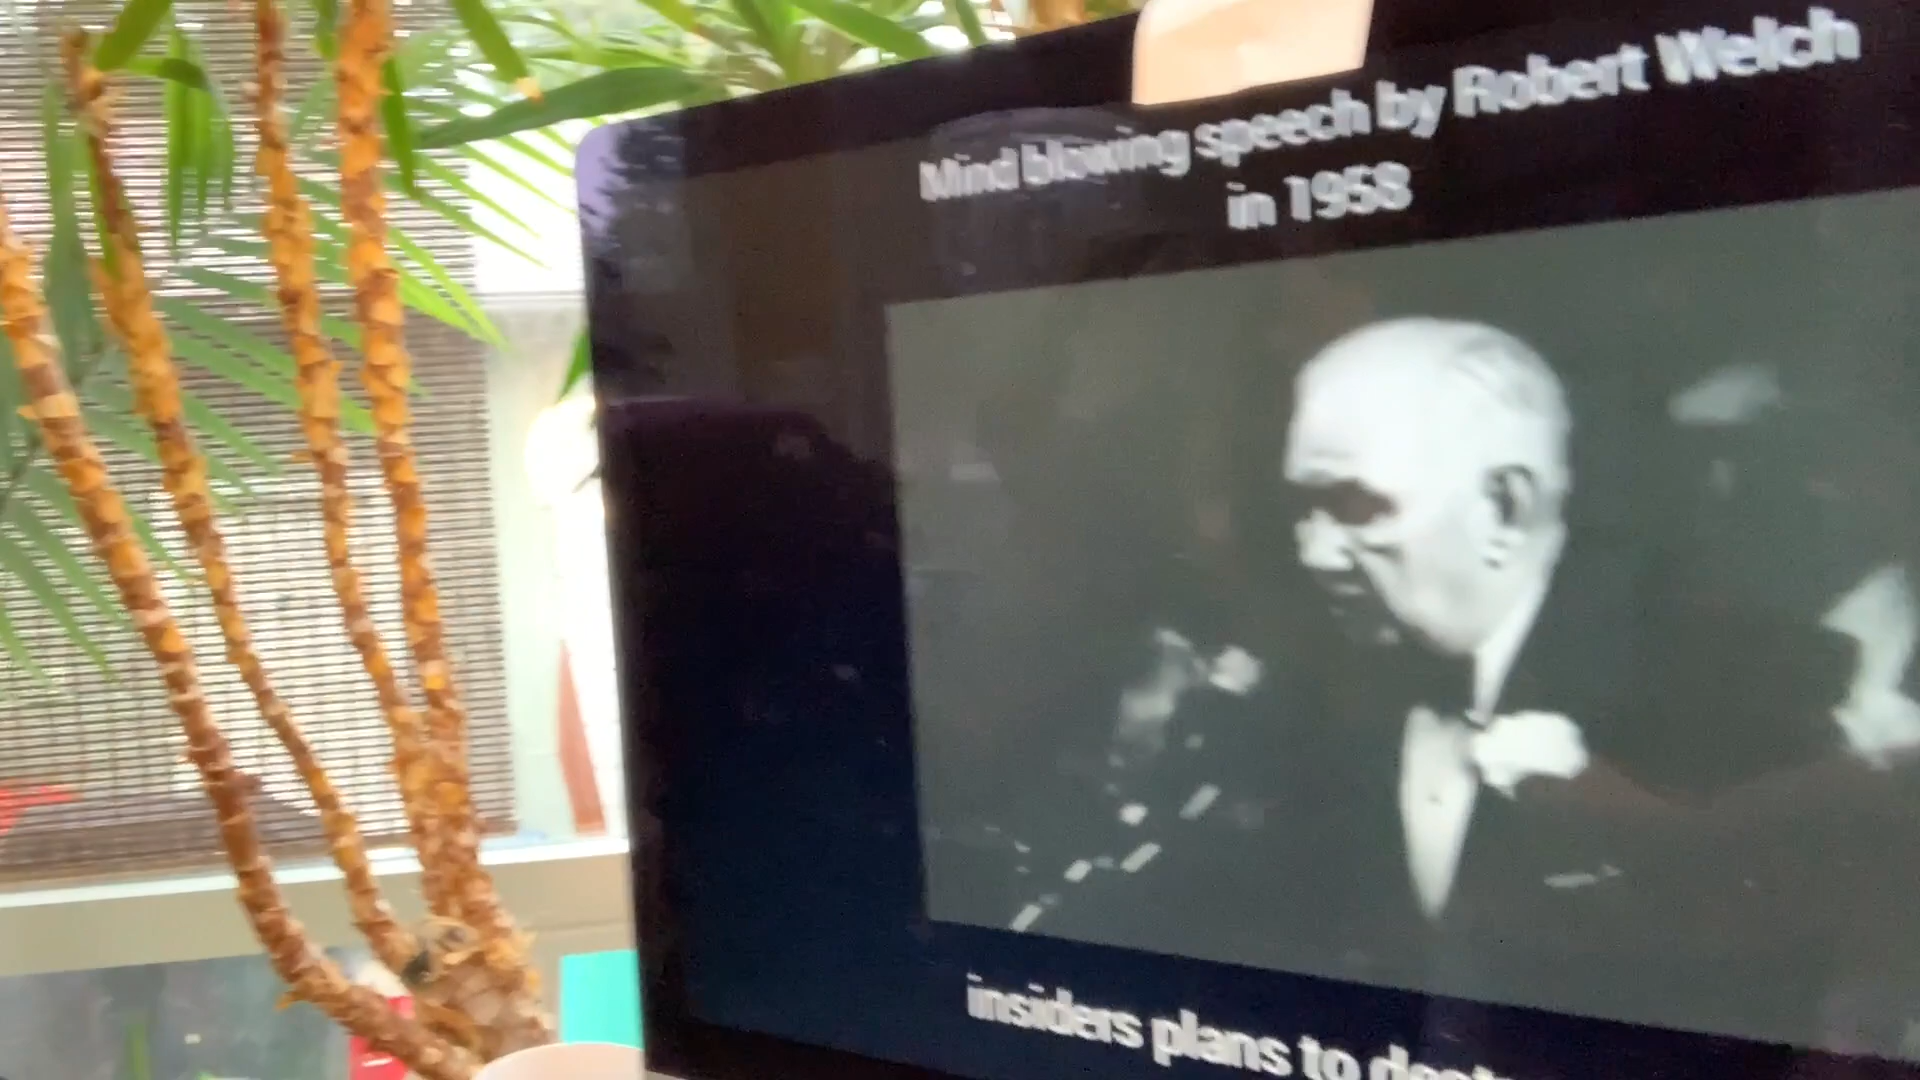 Mind blowing speech by Robert Welch
in 1958
insiders plans to